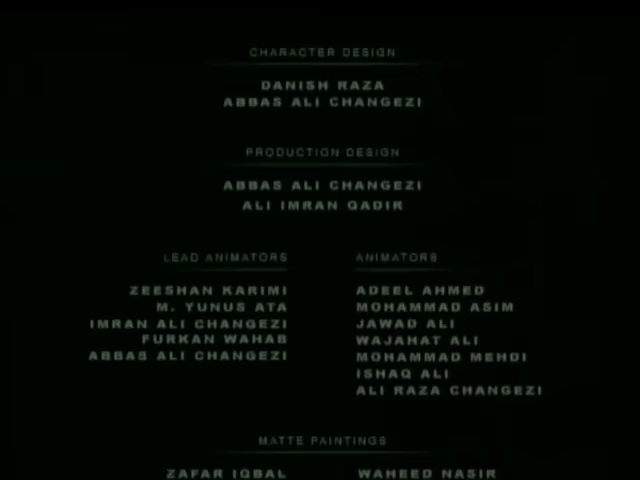 CHARACTER DESIGN
DANISH RAZA
ABBAS ALI CHANGEZI
PRODUCTION DESIGN
ABBAS ALI CHANGEZI
ALI IMRAN QADIR
LEAD ANIMATORS
ZEESHAN KARIMI
M. YUNUS ATA
IMRAN ALI CHANGEZI
FURKAN WAHAB
ABBAS ALI CHANGEZI
ANIMATORS
ADEEL AHMED
MOHAMMAD ASIM
JAWAD ALI
WAJAHAT ALI
MOHAMMAD MEHDI
ISHAQ ALI
ALI RAZA CHANGEZI
MATTE PAINTINGS
ZAFAR IQBAL
WAHEED NASIR